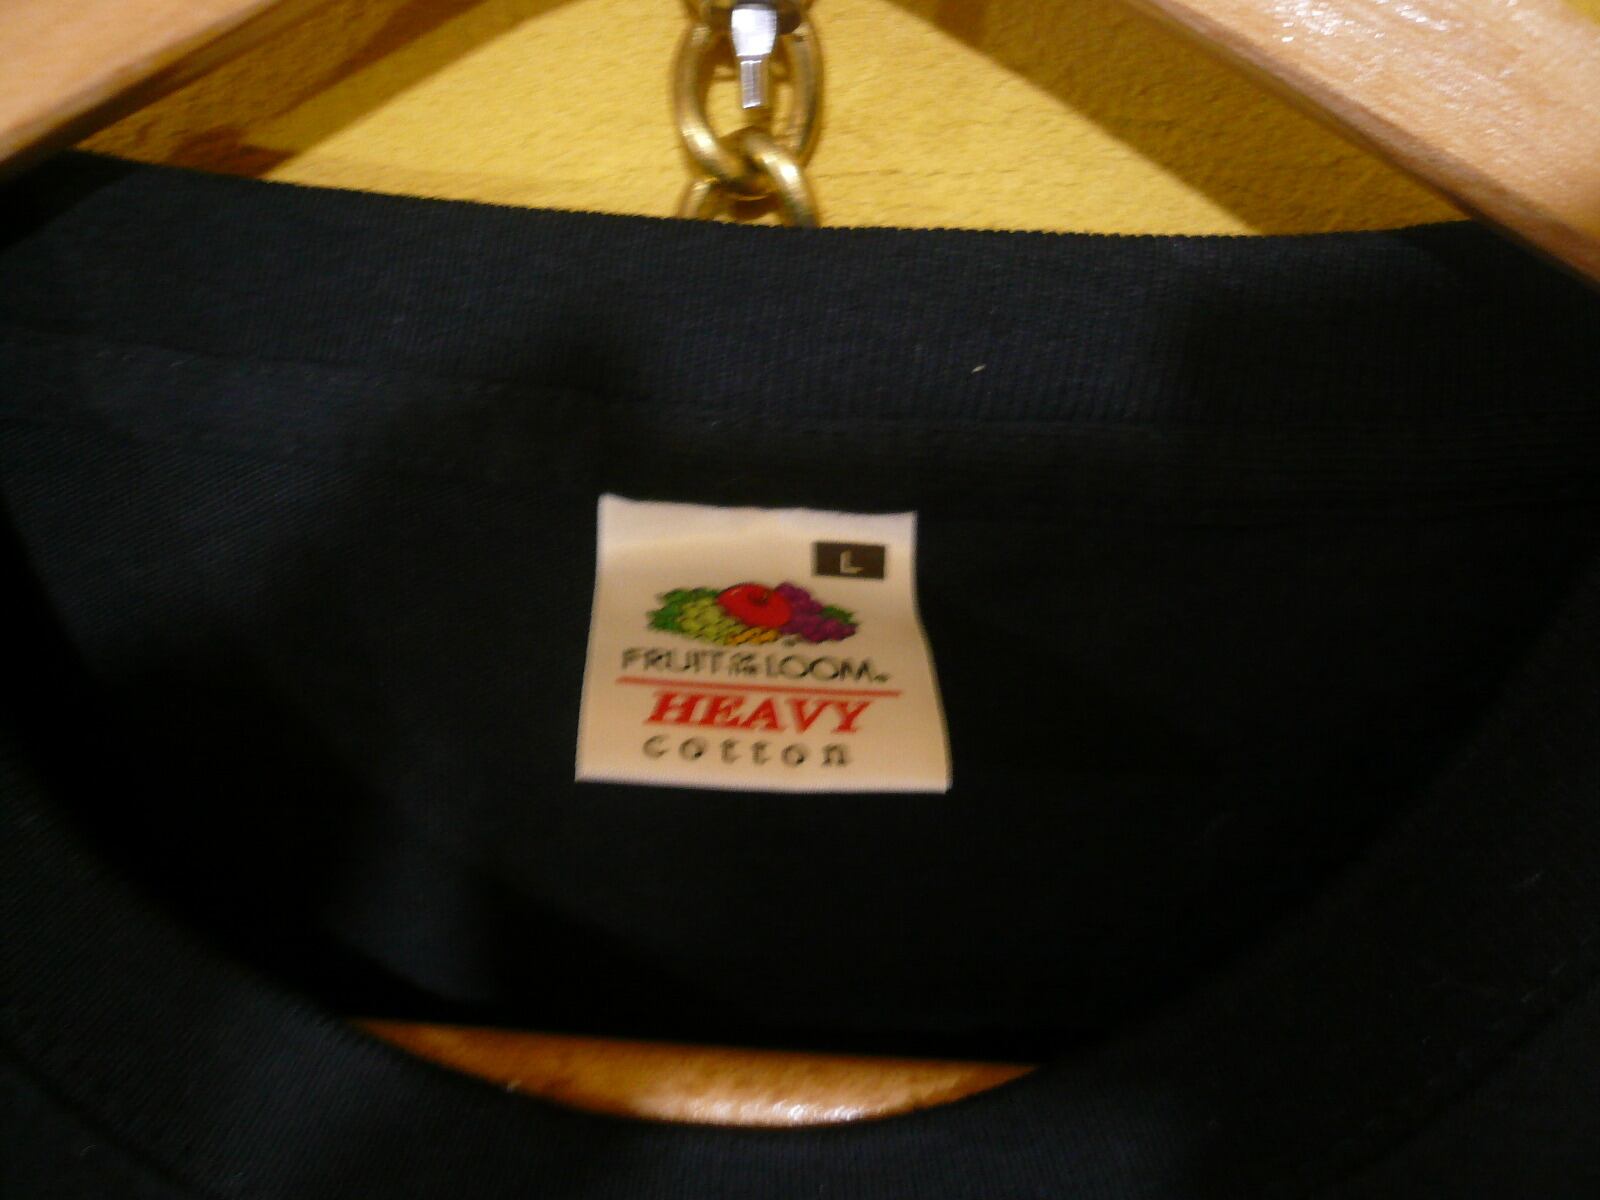 L
FRUIT OF THE LOOM®
HEAVY
cotton